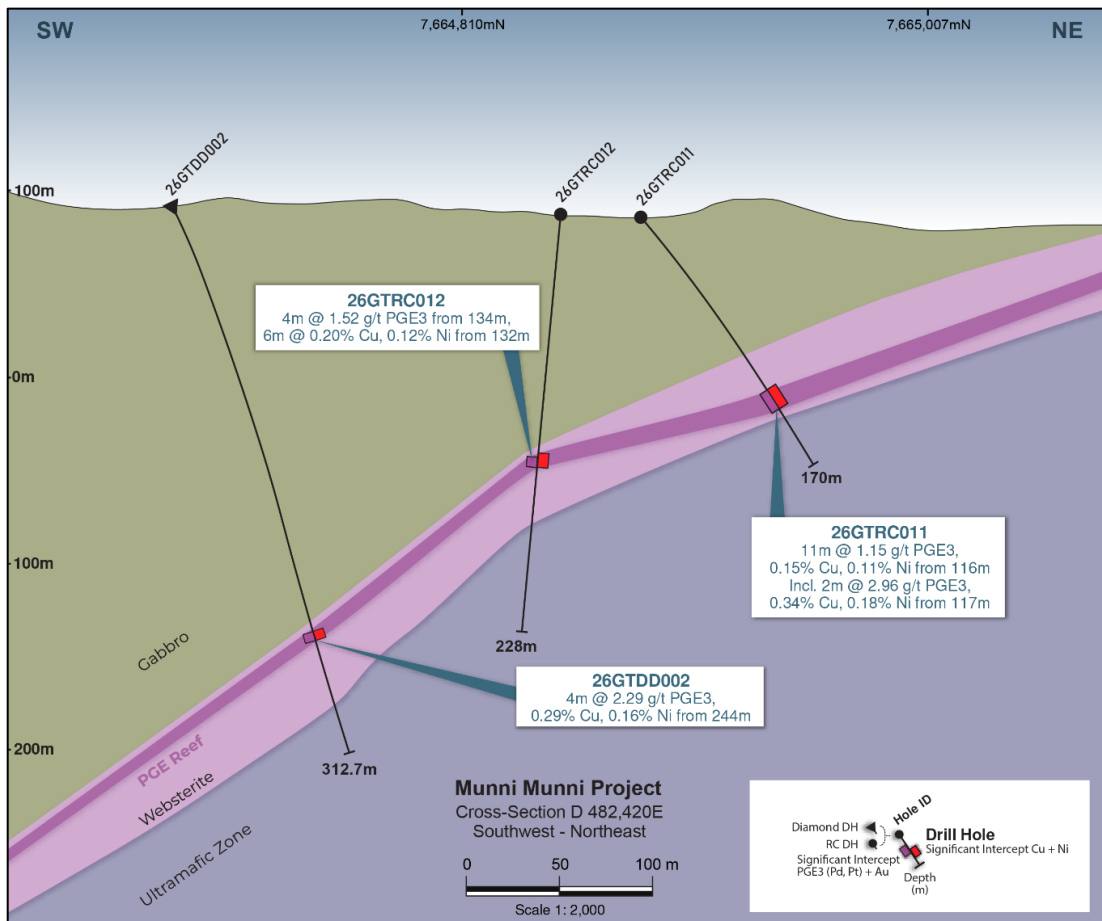 SW
7,664,810mN
7,665,007mN
NE
26GTDD002
26GTRC012
26GTRC011
100m
0m
100m
200m
26GTRC012
4m @ 1.52 g/t PGE3 from 134m,
6m @ 0.20% Cu, 0.12% Ni from 132m
170m
26GTRC011
11m @ 1.15 g/t PGE3,
0.15% Cu, 0.11% Ni from 116m
Incl. 2m @ 2.96 g/t PGE3,
0.34% Cu, 0.18% Ni from 117m
228m
26GTDD002
4m @ 2.29 g/t PGE3,
0.29% Cu, 0.16% Ni from 244m
312.7m
Gabbro
PGE Reef
Websterite
Ultramafic Zone
Munni Munni Project
Cross-Section D 482,420E
Southwest - Northeast
0 50 100 m
Scale 1: 2,000
Hole ID
Diamond DH
RC DH
Drill Hole
Significant Intercept Cu + Ni
Significant Intercept
PGE3 (Pd, Pt) + Au
Depth
(m)